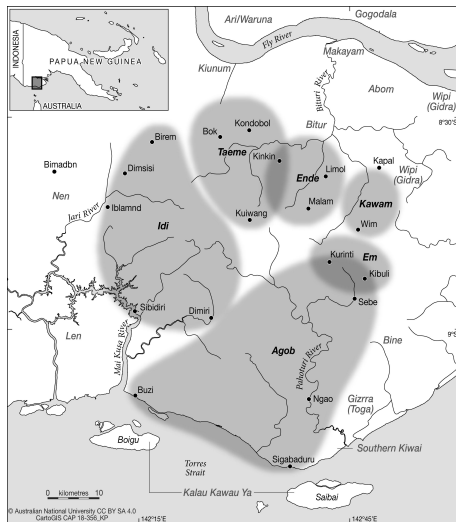 INDONESIA
PAPUA NEW GUINEA
AUSTRALIA
Ari/Waruna
Gogodala
Fly River
Kiunum
Makayam
Bituri River
Abom
Wipi
(Gidra)
8°30'S
Birem
Bok
Kondobol
Bitur
Taeme
Kinkin
Bimadbn
Dimsisi
Ende
Limol
Kapal
Wipi
(Gidra)
Nen
Iblamnd
Malam
Kawam
Iari River
Kuiwang
Wim
Idi
Em
Kurinti
Kibuli
Sebe
Sibidiri
Dimiri
Len
Mai Kusa River
Agob
Pahoturi River
Bine
Buzi
Ngao
Gizrra
(Toga)
Boigu
Southern Kiwai
Torres
Strait
Sigabaduru
Kalau Kawau Ya
Saibai
0 10
kilometres
© Australian National University CC BY SA 4.0
CartoGIS CAP 18-356_KP
142°15'E
142°45'E